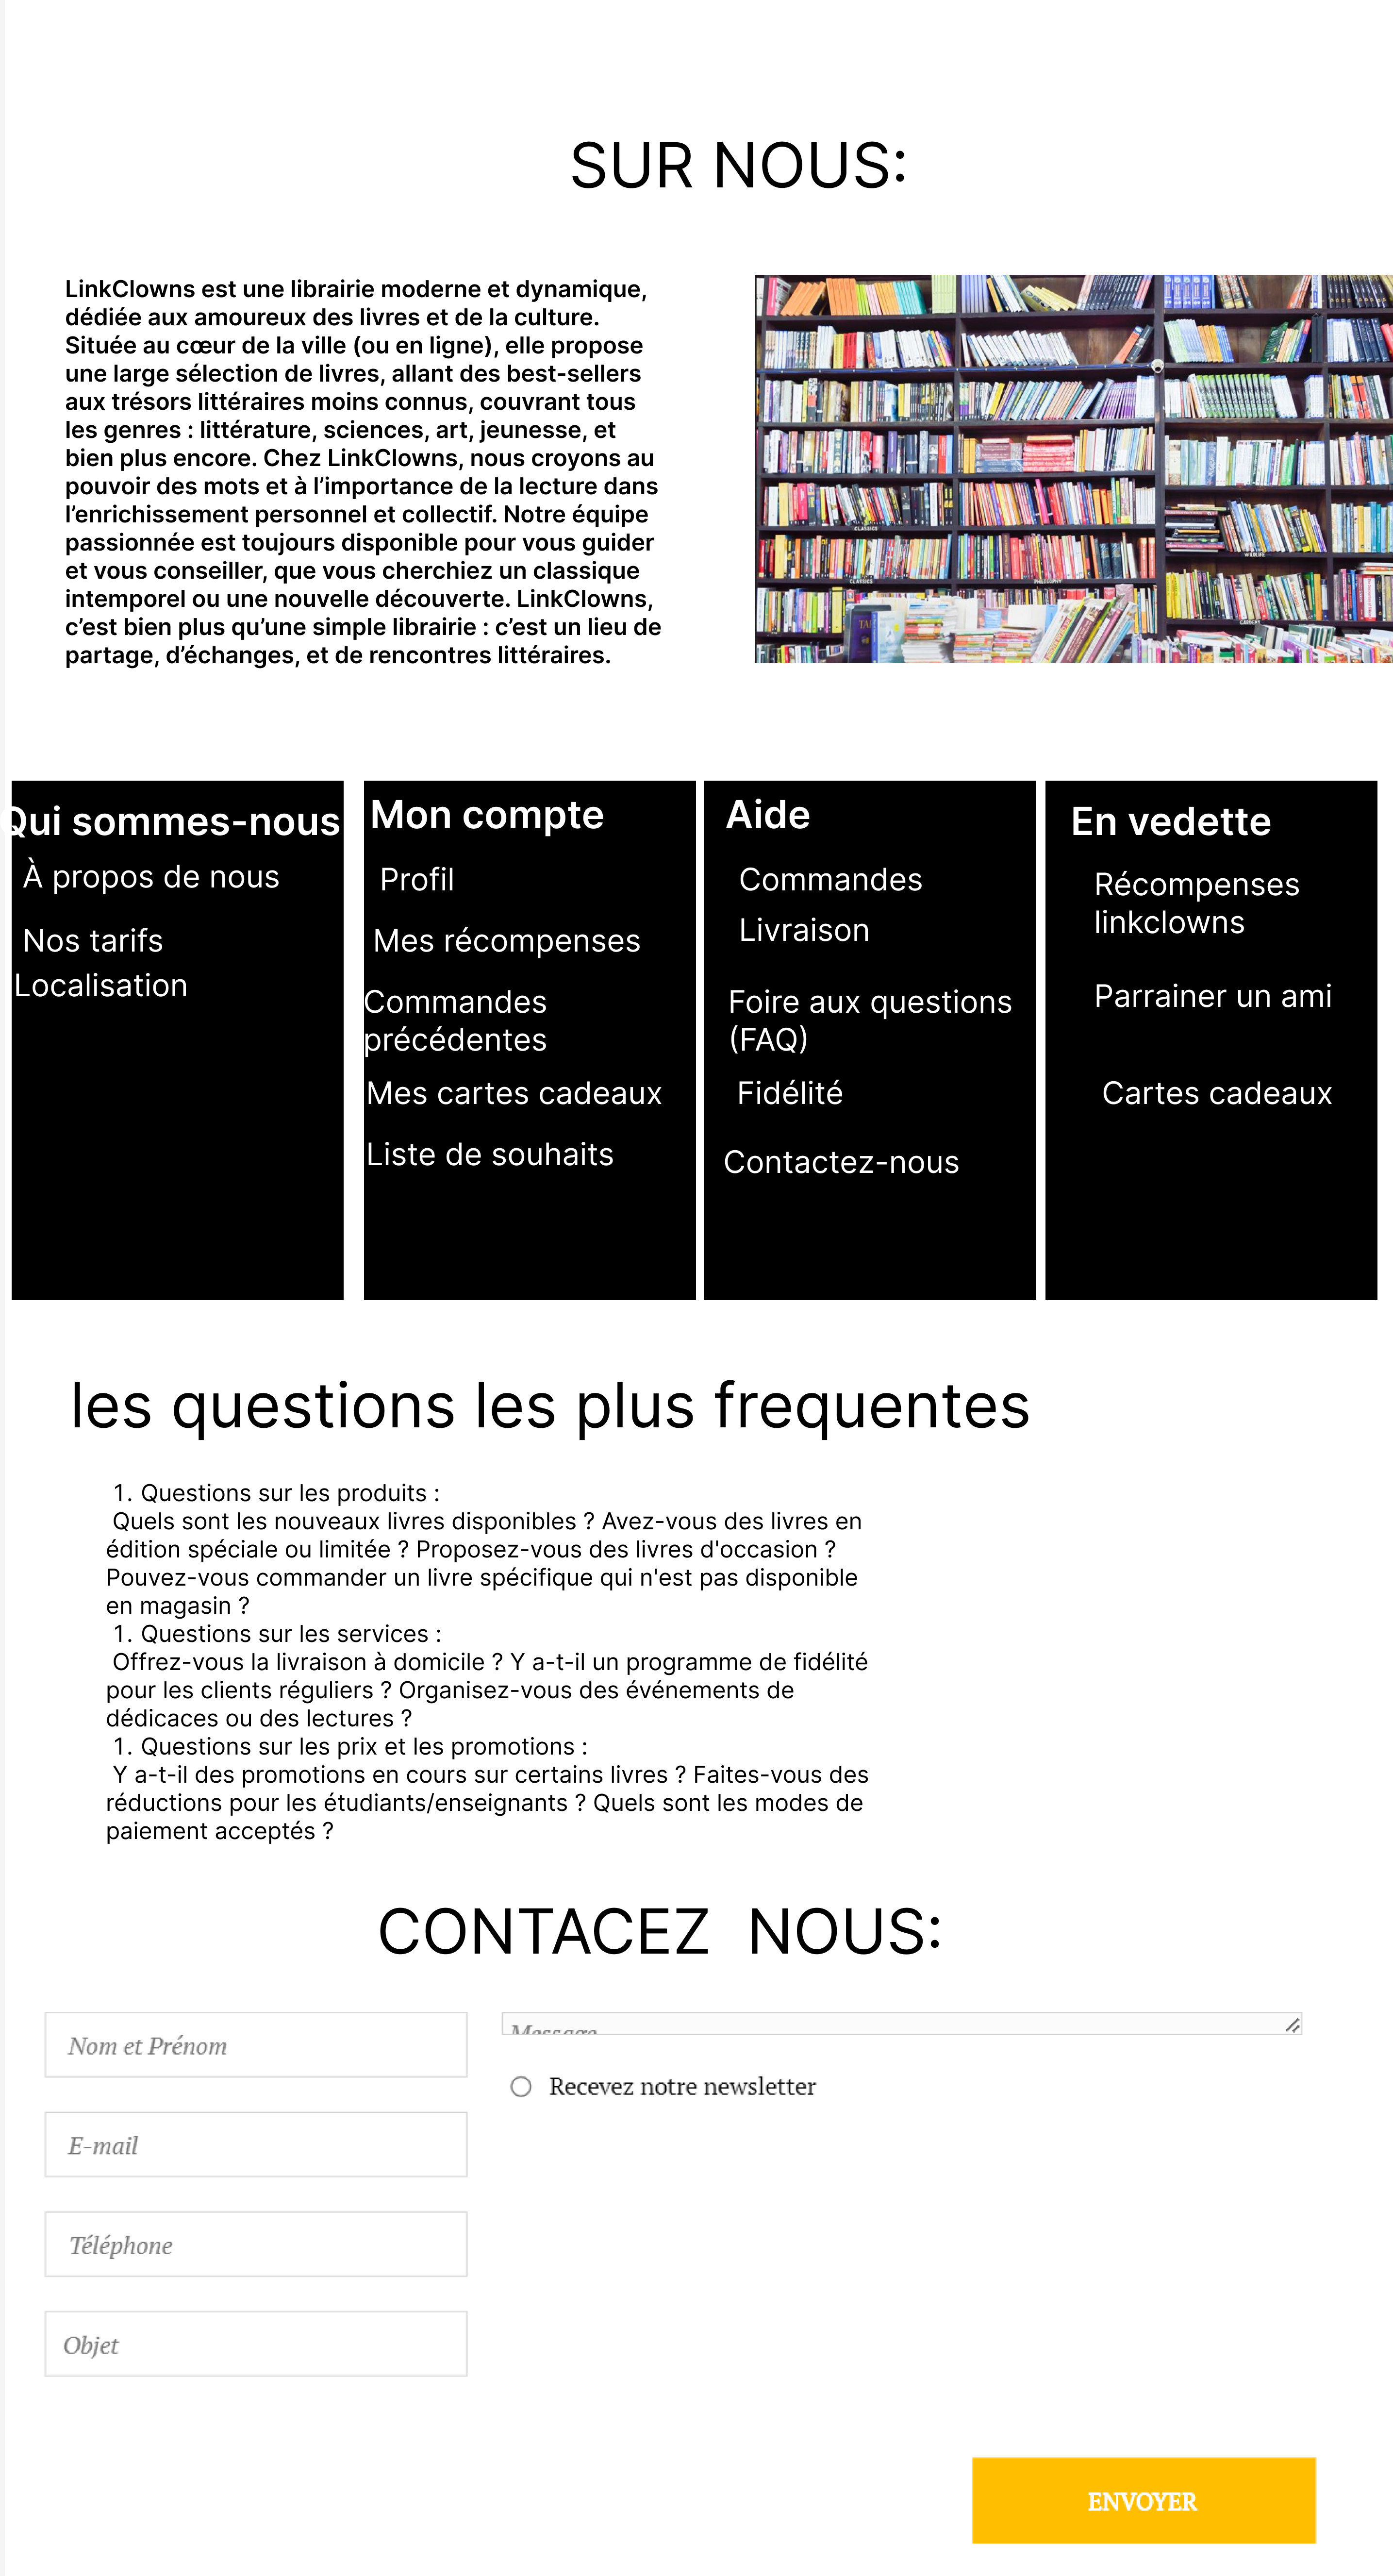 SUR NOUS:
LinkClowns est une librairie moderne et dynamique,
dédiée aux amoureux des livres et de la culture.
Située au cœur de la ville (ou en ligne), elle propose
une large sélection de livres, allant des best-sellers
aux trésors littéraires moins connus, couvrant tous
les genres : littérature, sciences, art, jeunesse, et
bien plus encore. Chez LinkClowns, nous croyons au
pouvoir des mots et à l’importance de la lecture dans
l’enrichissement personnel et collectif. Notre équipe
passionnée est toujours disponible pour vous guider
et vous conseiller, que vous cherchiez un classique
intemporel ou une nouvelle découverte. LinkClowns,
c’est bien plus qu’une simple librairie : c’est un lieu de
partage, d’échanges, et de rencontres littéraires.
CLASSICS
CLASSICS
Qui sommes-nous
À propos de nous
Nos tarifs
Localisation
Mon compte
Profil
Mes récompenses
Commandes
précédentes
Mes cartes cadeaux
Liste de souhaits
Aide
Commandes
Livraison
Foire aux questions
(FAQ)
Fidélité
Contactez-nous
En vedette
Récompenses
linkclowns
Parrainer un ami
Cartes cadeaux
les questions les plus frequentes
1. Questions sur les produits :
Quels sont les nouveaux livres disponibles ? Avez-vous des livres en
édition spéciale ou limitée ? Proposez-vous des livres d'occasion ?
Pouvez-vous commander un livre spécifique qui n'est pas disponible
en magasin ?
1. Questions sur les services :
Offrez-vous la livraison à domicile ? Y a-t-il un programme de fidélité
pour les clients réguliers ? Organisez-vous des événements de
dédicaces ou des lectures ?
1. Questions sur les prix et les promotions :
Y a-t-il des promotions en cours sur certains livres ? Faites-vous des
réductions pour les étudiants/enseignants ? Quels sont les modes de
paiement acceptés ?
CONTACEZ NOUS:
Nom et Prénom
E-mail
Téléphone
Objet
Message
Recevez notre newsletter
ENVOYER